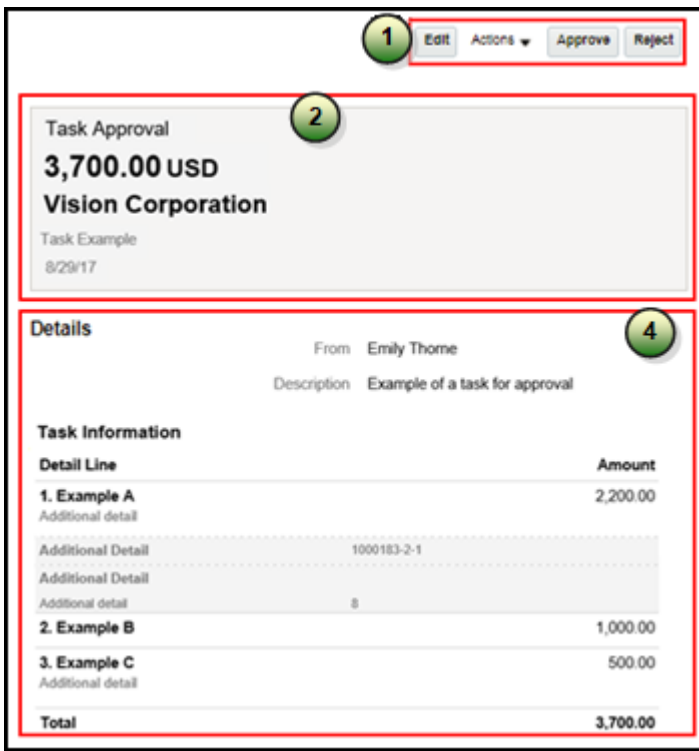 1 Edit Actions Approve Reject
2
Task Approval
3,700.00 USD
Vision Corporation
Task Example
8/29/17
Details
4
From Emily Thorne
Description Example of a task for approval
Task Information
Detail Line Amount
1. Example A 2,200.00
Additional detail
Additional Detail 1000183-2-1
Additional Detail
Additional detail 8
2. Example B 1,000.00
3. Example C 500.00
Additional detail
Total 3,700.00